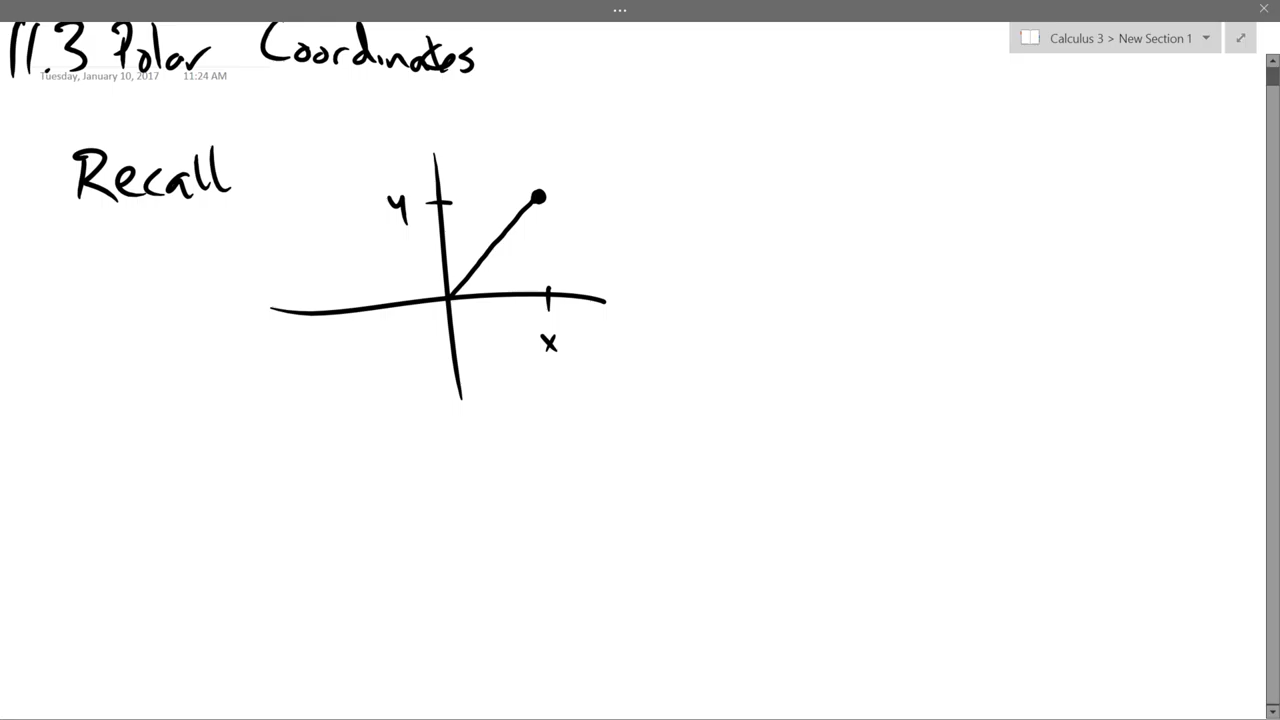 ...
11.3 Polar Coordinates
Calculus 3 > New Section 1
Tuesday, January 10, 2017 11:24 AM
Recall
y
x